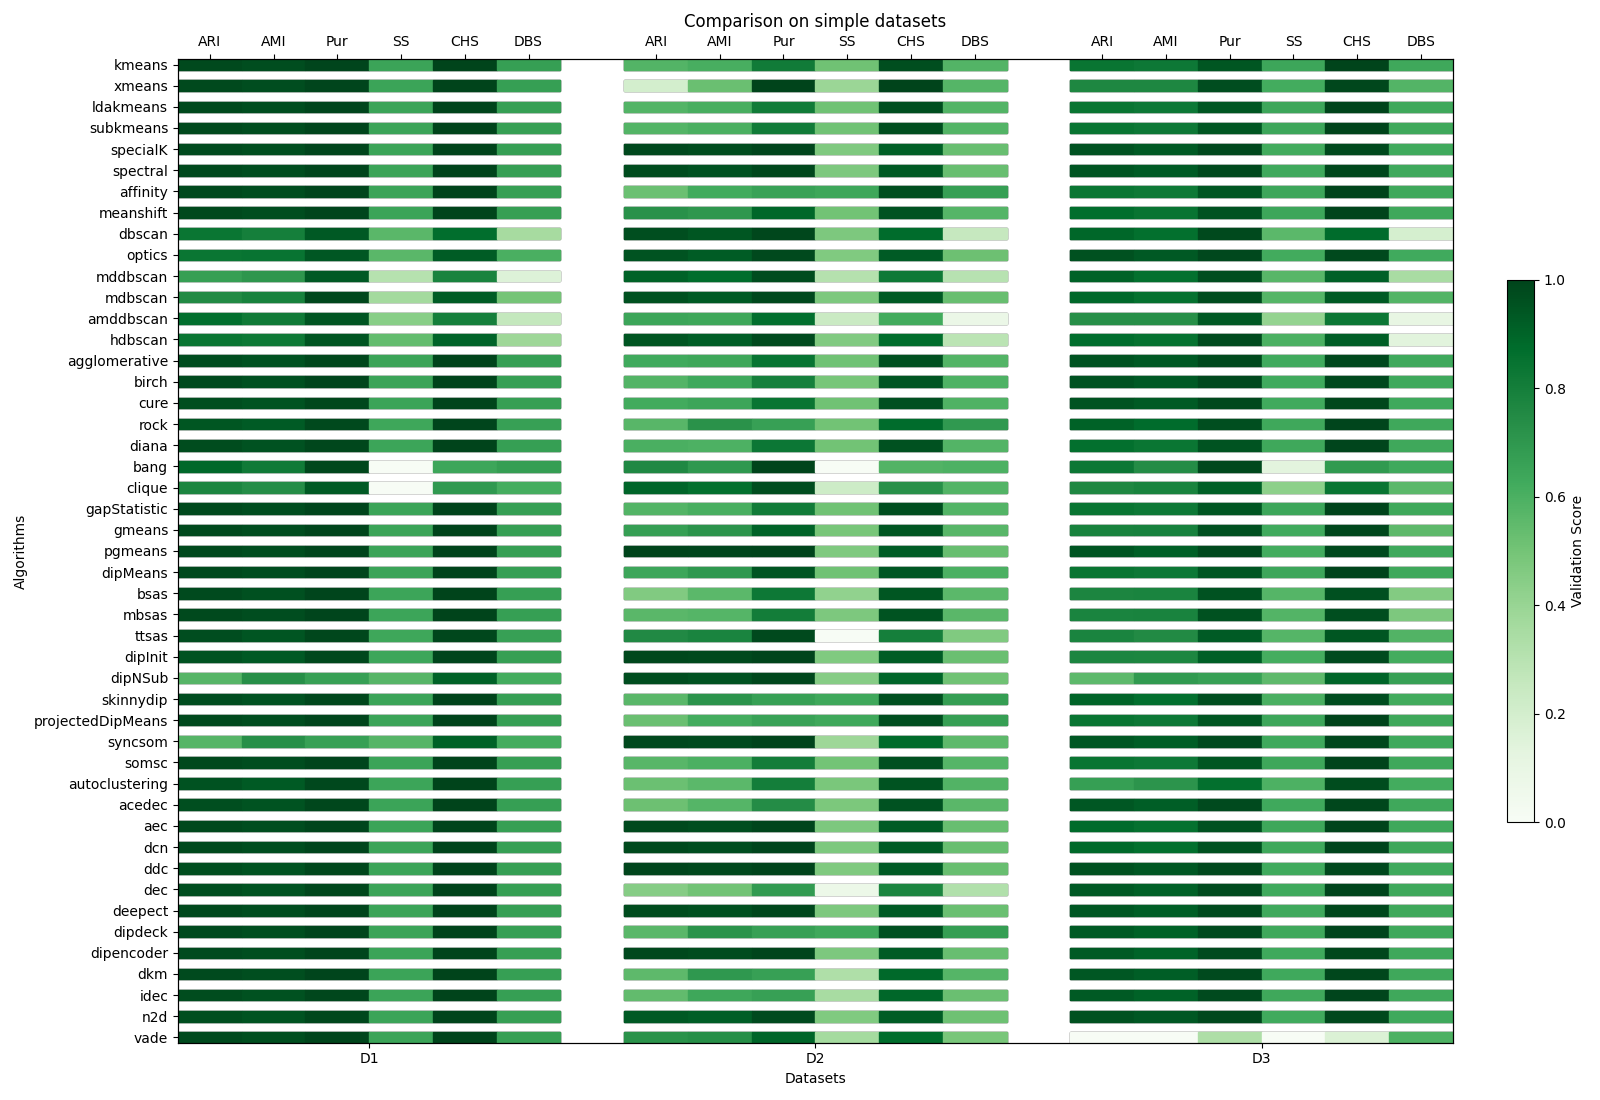 Comparison on simple datasets
ARI AMI Pur SS CHS DBS ARI AMI Pur SS CHS DBS ARI AMI Pur SS CHS DBS
kmeans
xmeans
ldakmeans
subkmeans
specialK
spectral
affinity
meanshift
dbscan
optics
mddbscan
mdbscan
amddbscan
hdbscan
agglomerative
birch
cure
rock
diana
bang
clique
gapStatistic
gmeans
pgmeans
dipMeans
bsas
mbsas
ttsas
dipInit
dipNSub
skinnydip
projectedDipMeans
syncsom
somsc
autoclustering
acedec
aec
dcn
ddc
dec
deepect
dipdeck
dipencoder
dkm
idec
n2d
vade
Algorithms
D1 D2 D3
Datasets
1.0
0.8
0.6
0.4
0.2
0.0
Validation Score